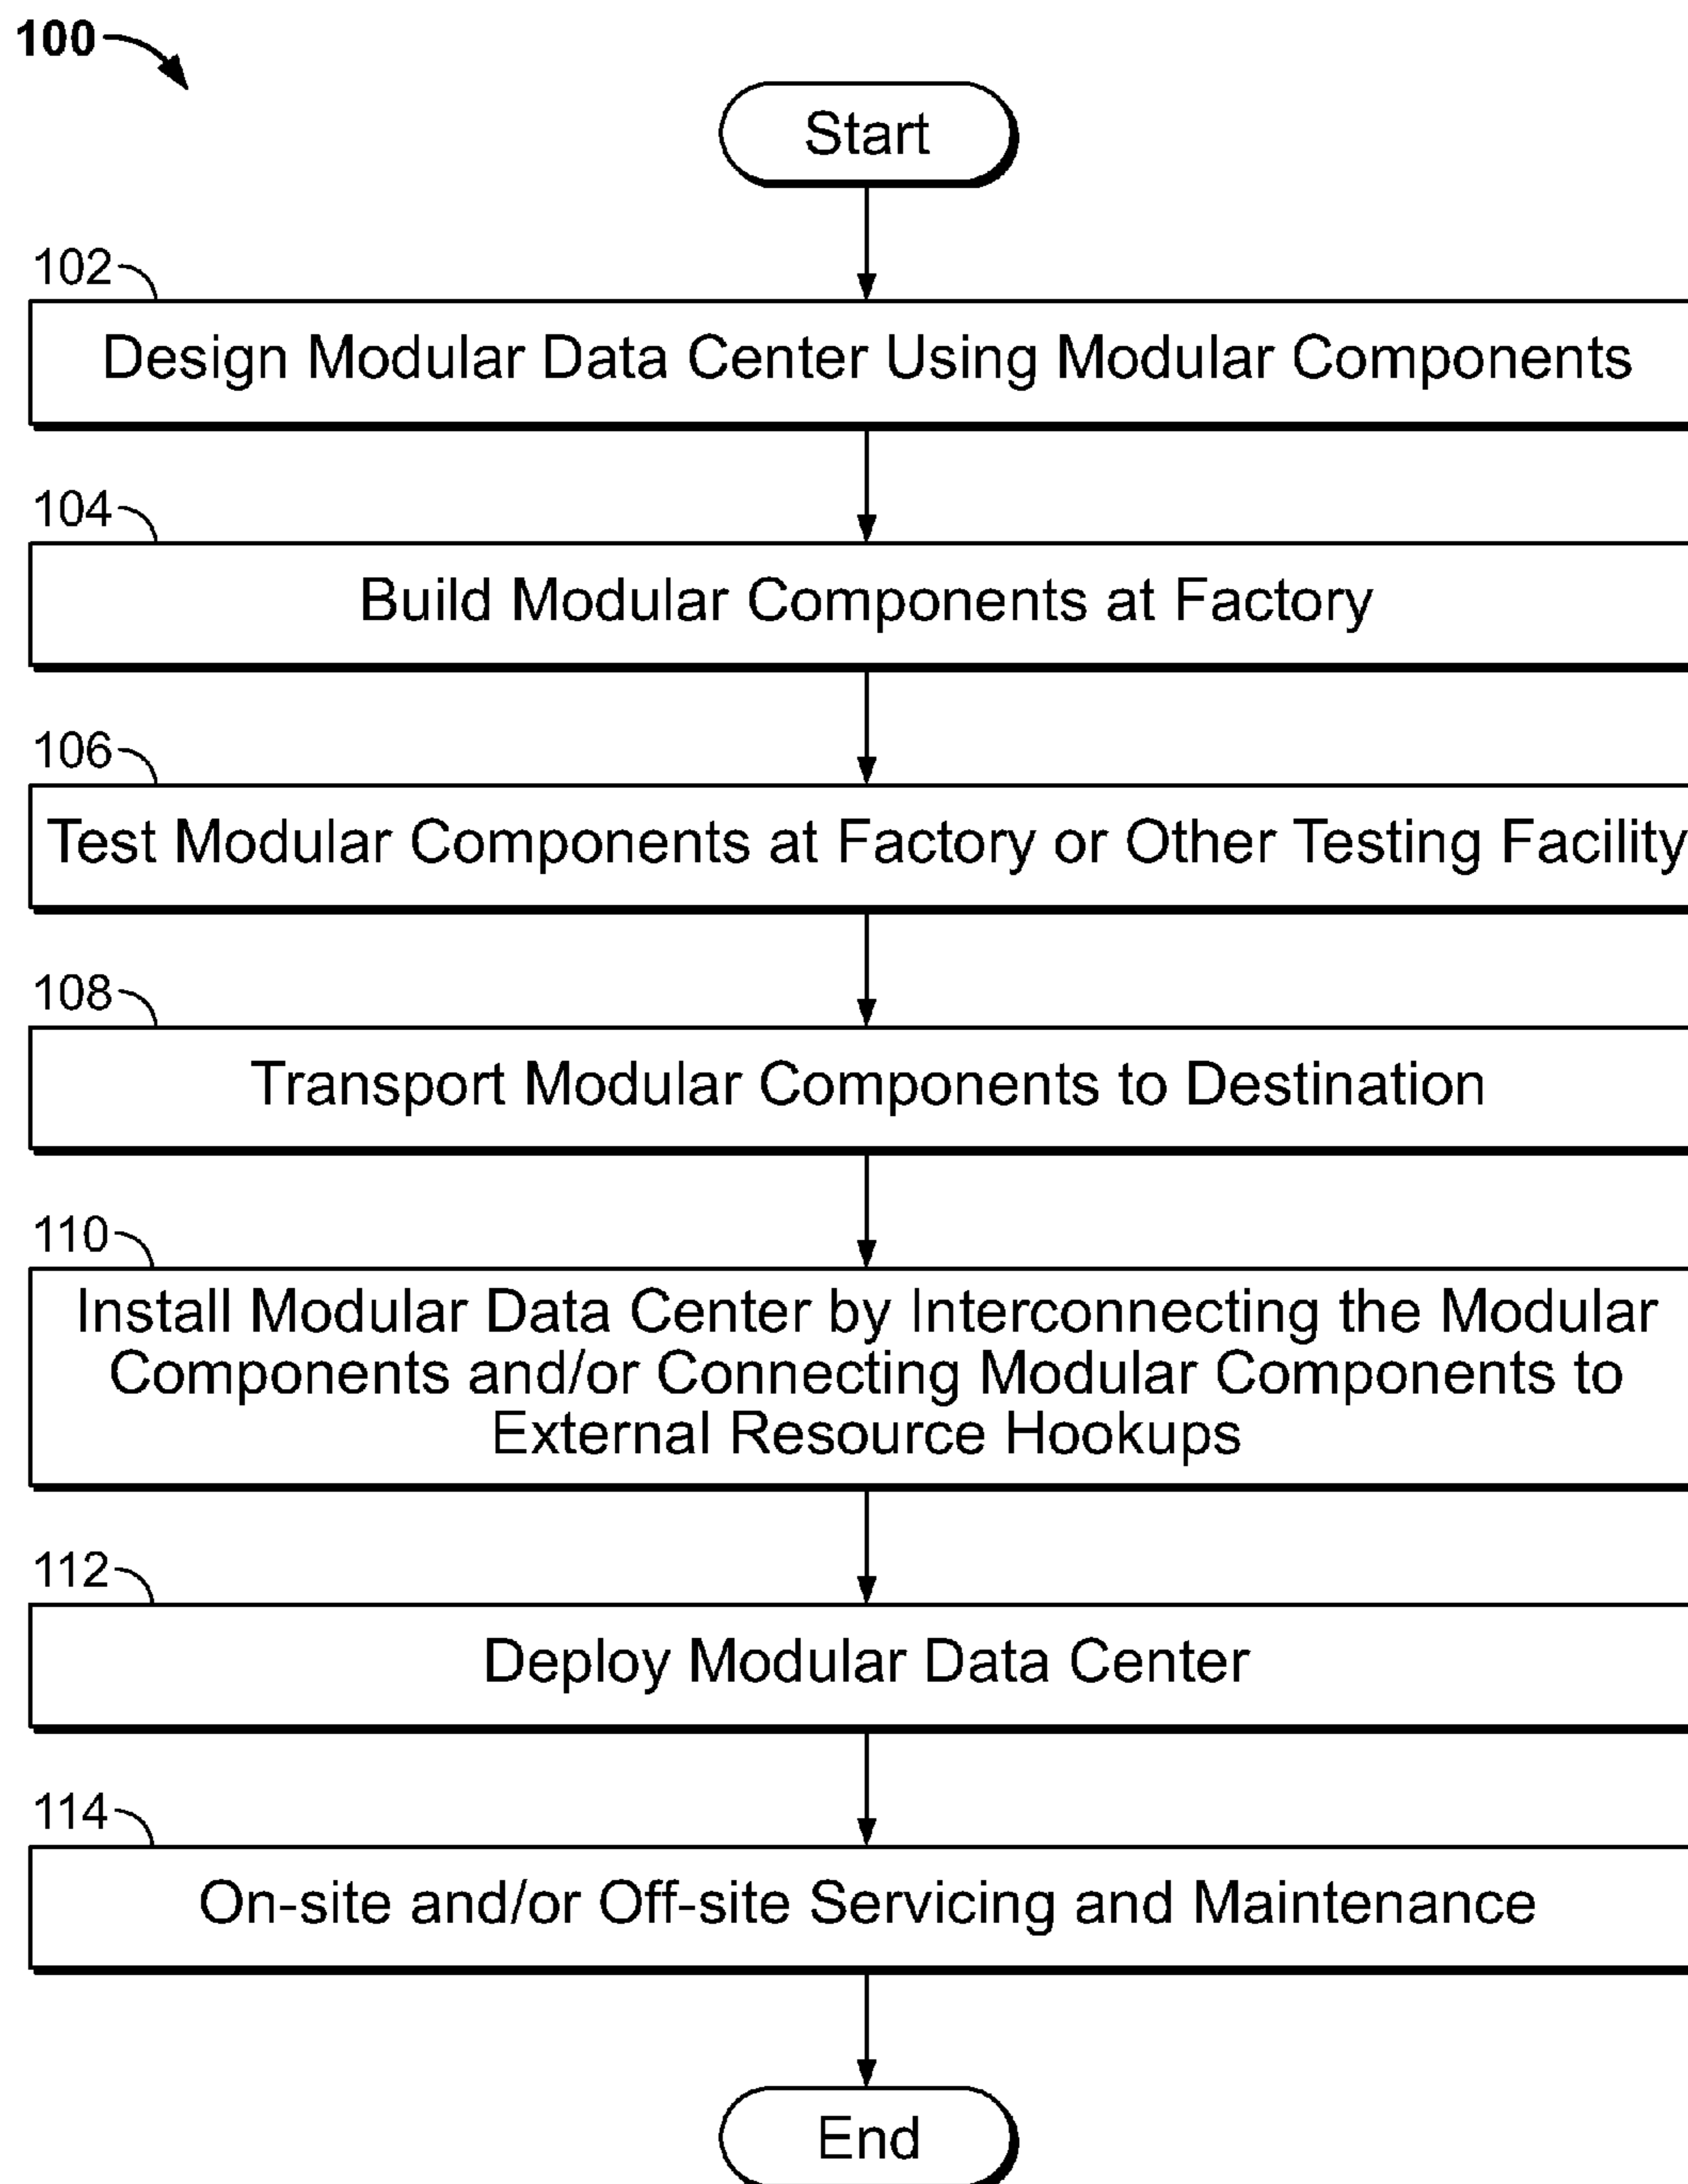 100
Start
102
Design Modular Data Center Using Modular Components
104
Build Modular Components at Factory
106
Test Modular Components at Factory or Other Testing Facility
108
Transport Modular Components to Destination
110
Install Modular Data Center by Interconnecting the Modular
Components and/or Connecting Modular Components to
External Resource Hookups
112
Deploy Modular Data Center
114
On-site and/or Off-site Servicing and Maintenance
End